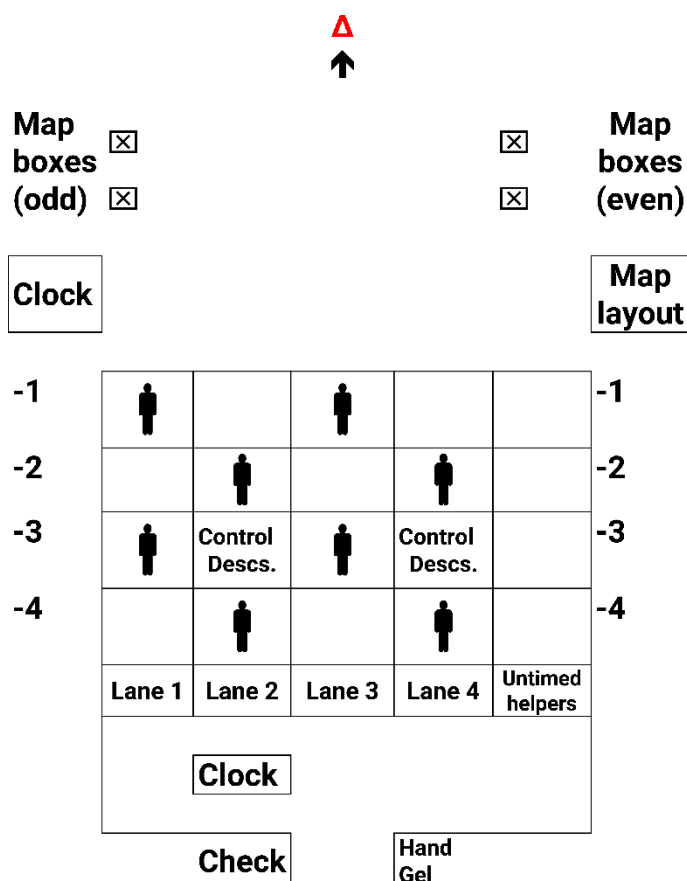 Δ
Map
boxes
(odd)
Map
boxes
(even)
Clock
Map
layout
-1
-1
-2
-2
-3
Control
Descs.
Control
Descs.
-3
-4
-4
Lane 1
Lane 2
Lane 3
Lane 4
Untimed
helpers
Clock
Check
Hand
Gel